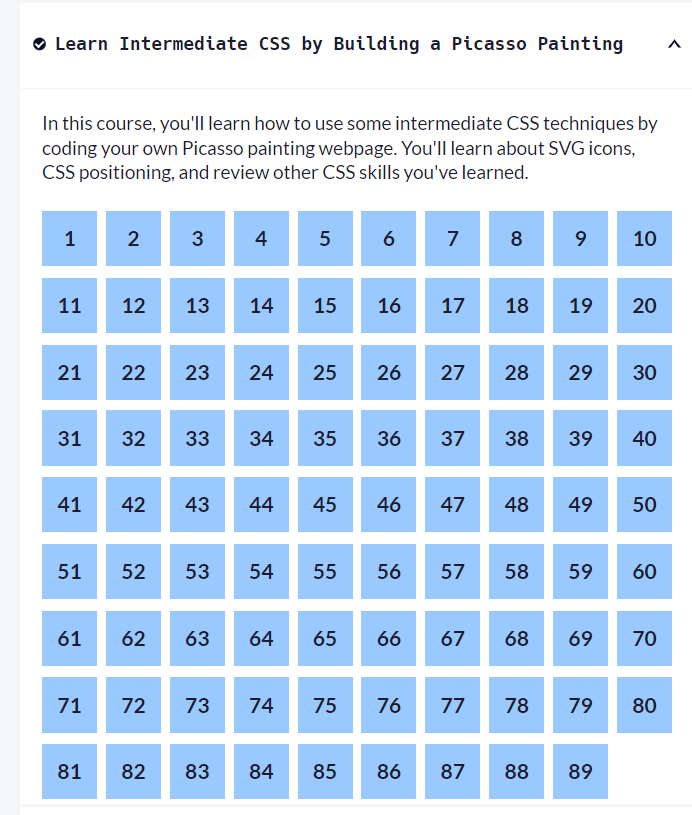 Learn Intermediate CSS by Building a Picasso Painting
In this course, you'll learn how to use some intermediate CSS techniques by
coding your own Picasso painting webpage. You'll learn about SVG icons,
CSS positioning, and review other CSS skills you've learned.
1 2 3 4 5 6 7 8 9 10
11 12 13 14 15 16 17 18 19 20
21 22 23 24 25 26 27 28 29 30
31 32 33 34 35 36 37 38 39 40
41 42 43 44 45 46 47 48 49 50
51 52 53 54 55 56 57 58 59 60
61 62 63 64 65 66 67 68 69 70
71 72 73 74 75 76 77 78 79 80
81 82 83 84 85 86 87 88 89